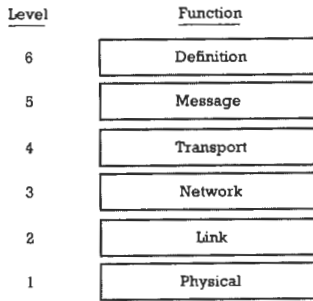 Level Function
6 Definition
5 Message
4 Transport
3 Network
2 Link
1 Physical